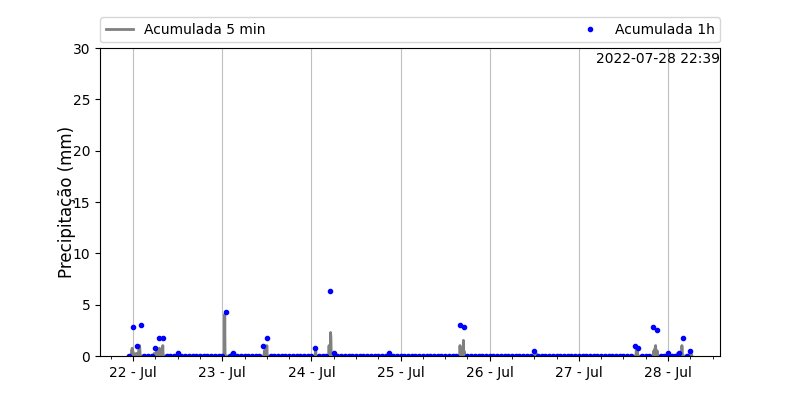 Acumulada 5 min
Acumulada 1h
2022-07-28 22:39
Precipitação (mm)
30
25
20
15
10
5
0
22 - Jul
23 - Jul
24 - Jul
25 - Jul
26 - Jul
27 - Jul
28 - Jul